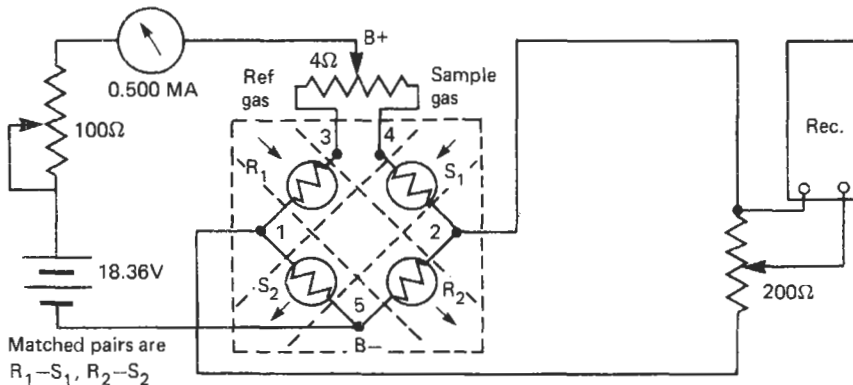 B+
4Ω
0.500 MA
Ref
gas
Sample
gas
100Ω
Rec.
3
4
R1
S1
1
2
18.36V
S2
R2
5
200Ω
B−
Matched pairs are
R1–S1, R2–S2